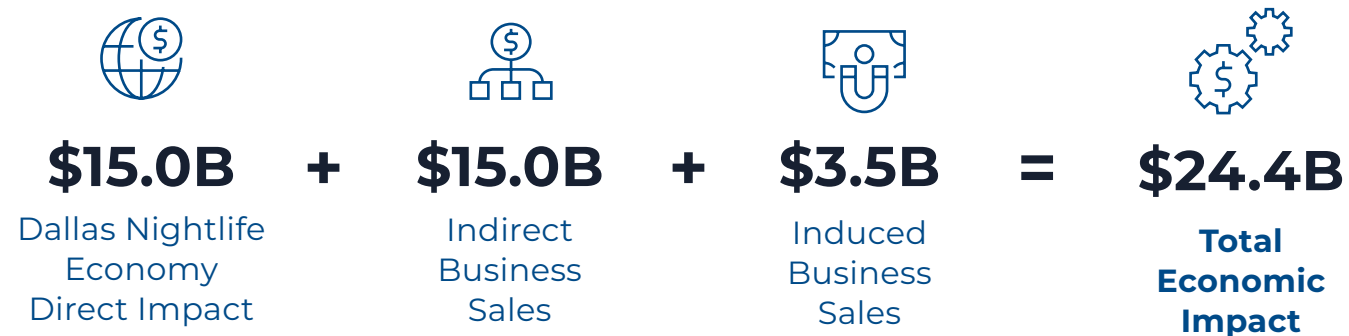 $15.0B + $15.0B + $3.5B = $24.4B
Dallas Nightlife
Economy
Direct Impact
Indirect
Business
Sales
Induced
Business
Sales
Total
Economic
Impact